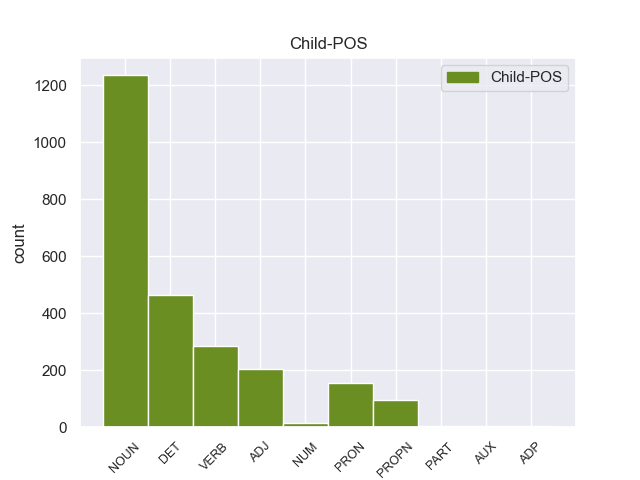 Child-POS
Child-POS
1200
1000
800
600
400
200
0
count
NOUN
DET
VERB
ADJ
NUM
PRON
PROPN
PART
AUX
ADP